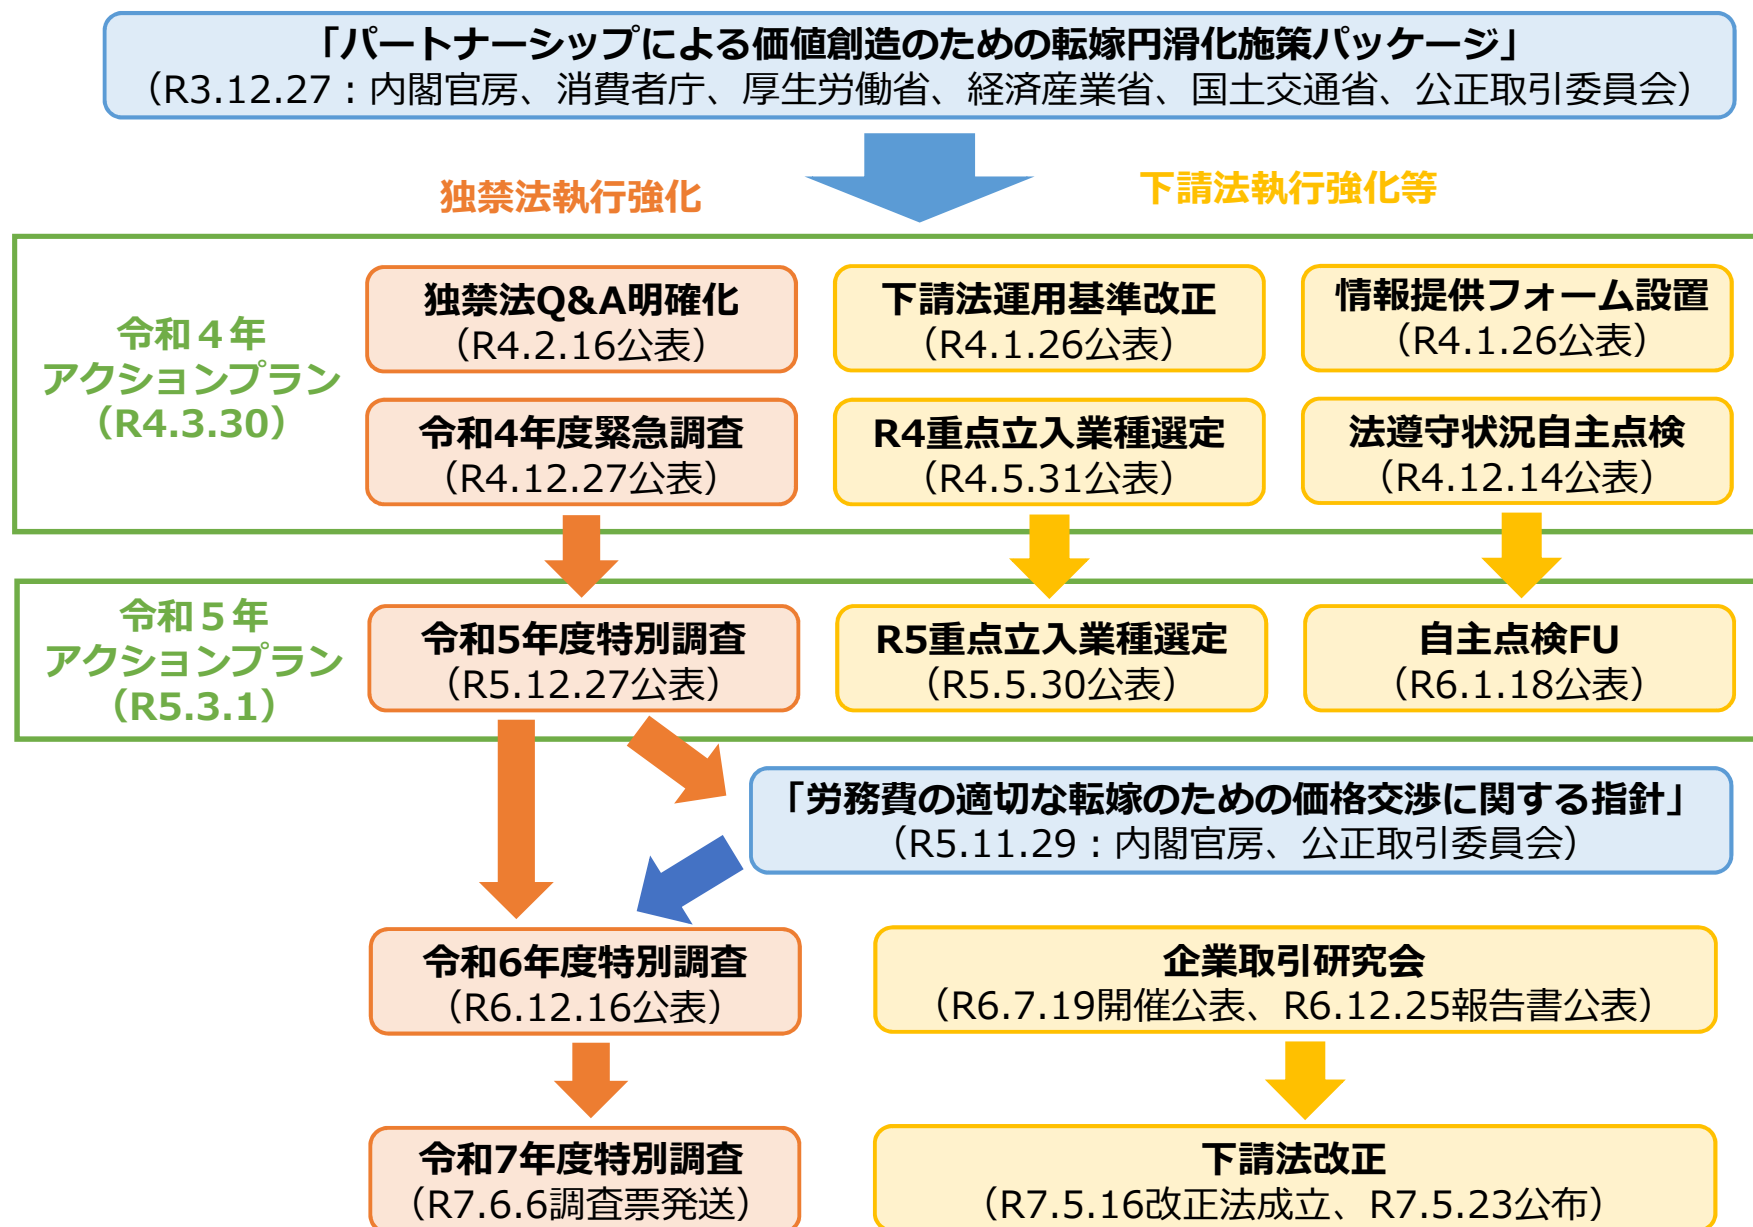 「パートナーシップによる価値創造のための転嫁円滑化施策パッケージ」
（R3.12.27：内閣官房、消費者庁、厚生労働省、経済産業省、国土交通省、公正取引委員会）
独禁法執行強化
下請法執行強化等
令和４年
アクションプラン
（R4.3.30）
独禁法Q&A明確化
（R4.2.16公表）
下請法運用基準改正
（R4.1.26公表）
情報提供フォーム設置
（R4.1.26公表）
令和4年度緊急調査
（R4.12.27公表）
R4重点立入業種選定
（R4.5.31公表）
法遵守状況自主点検
（R4.12.14公表）
令和５年
アクションプラン
（R5.3.1）
令和5年度特別調査
（R5.12.27公表）
R5重点立入業種選定
（R5.5.30公表）
自主点検FU
（R6.1.18公表）
「労務費の適切な転嫁のための価格交渉に関する指針」
（R5.11.29：内閣官房、公正取引委員会）
令和6年度特別調査
（R6.12.16公表）
企業取引研究会
（R6.7.19開催公表、R6.12.25報告書公表）
令和7年度特別調査
（R7.6.6調査票発送）
下請法改正
（R7.5.16改正法成立、R7.5.23公布）